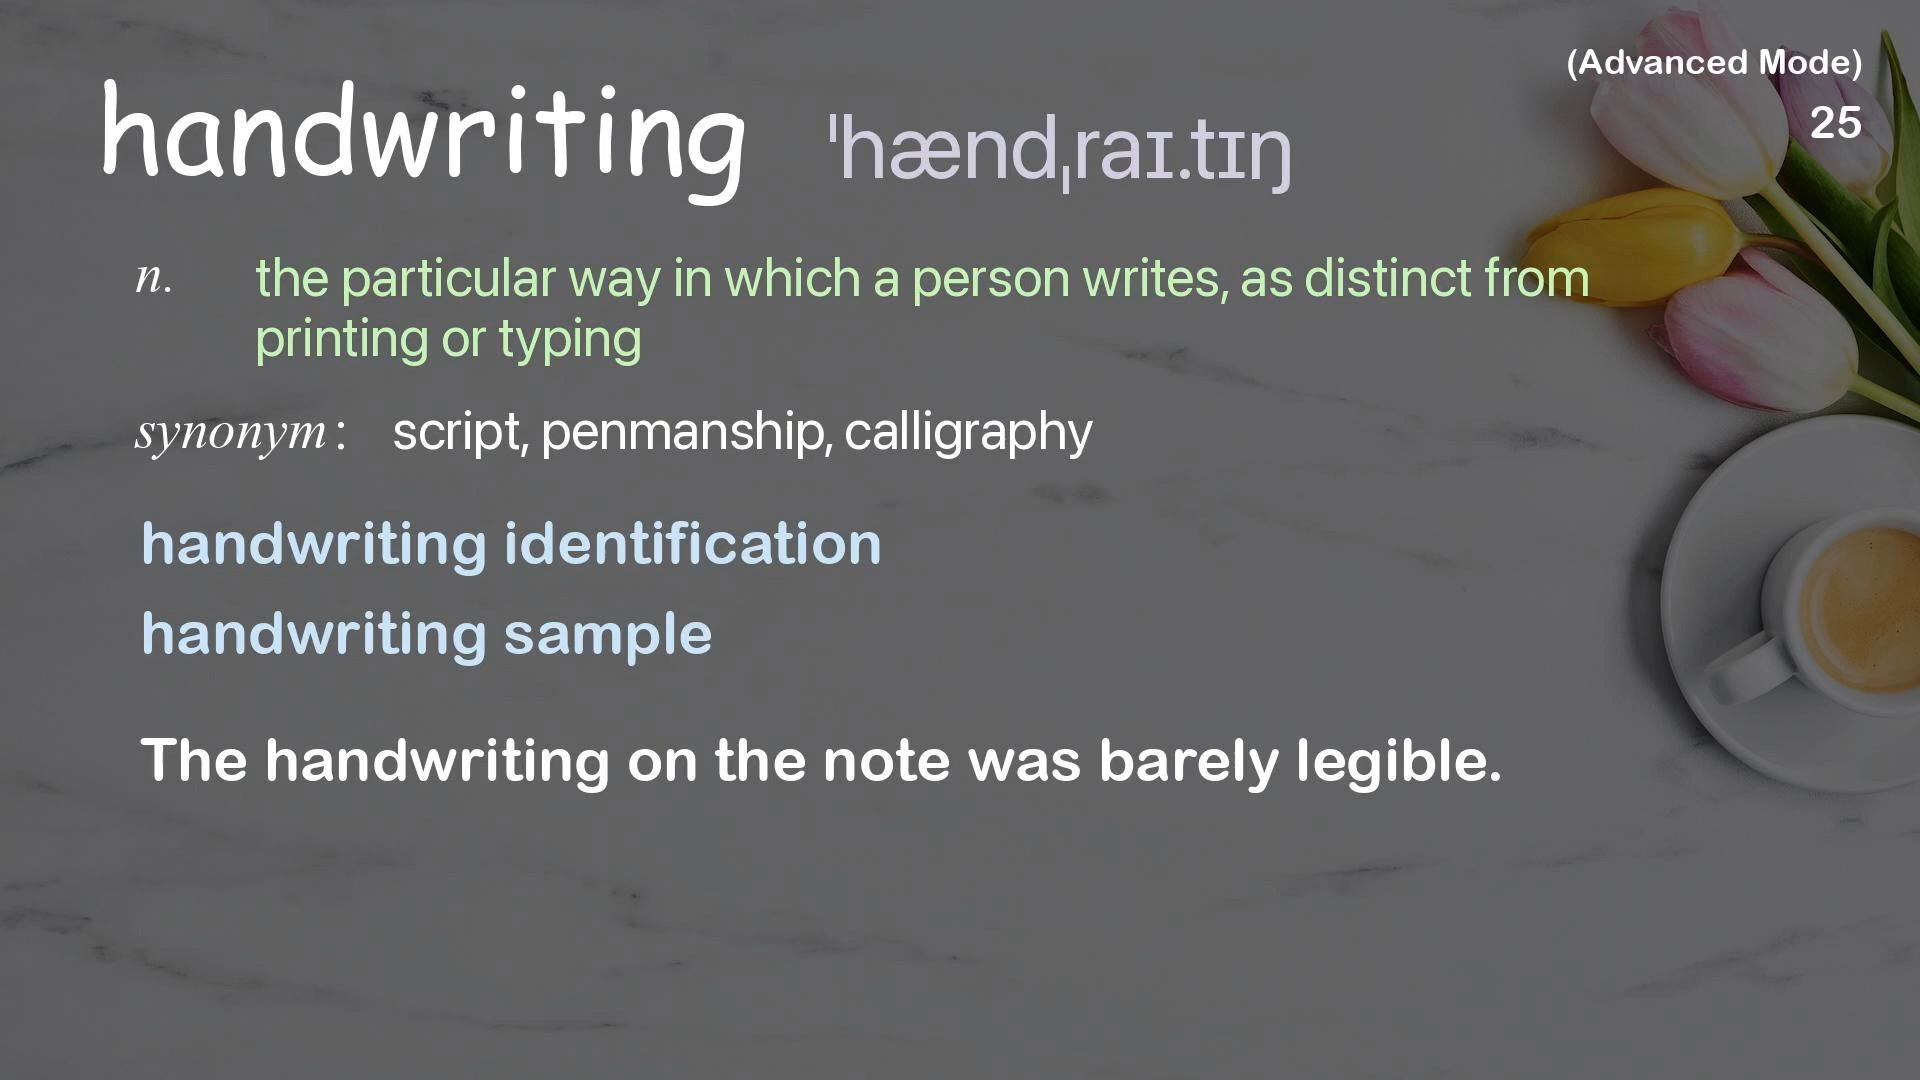 (Advanced Mode)
handwriting ˈhændˌraɪ.tɪŋ
25
n. the particular way in which a person writes, as distinct from
printing or typing
synonym : script, penmanship, calligraphy
handwriting identification
handwriting sample
The handwriting on the note was barely legible.